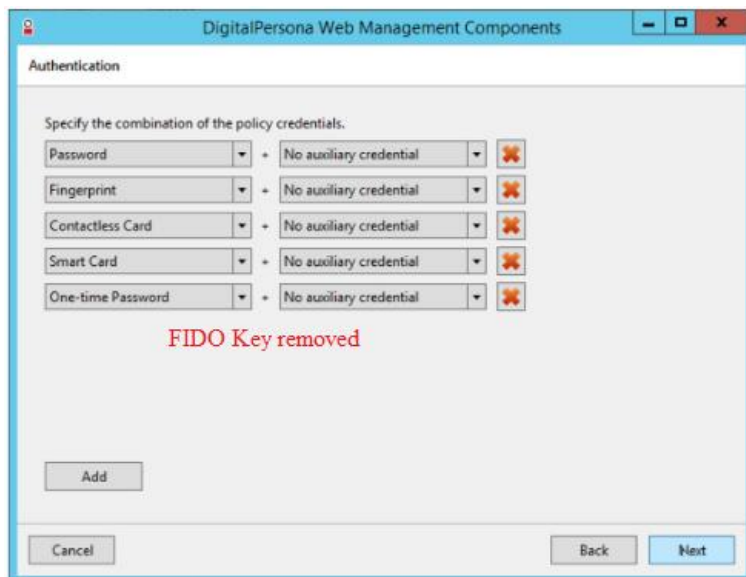 DigitalPersona Web Management Components
Authentication
Specify the combination of the policy credentials.
Password + No auxiliary credential
Fingerprint + No auxiliary credential
Contactless Card + No auxiliary credential
Smart Card + No auxiliary credential
One-time Password + No auxiliary credential
FIDO Key removed
Add
Cancel Back Next